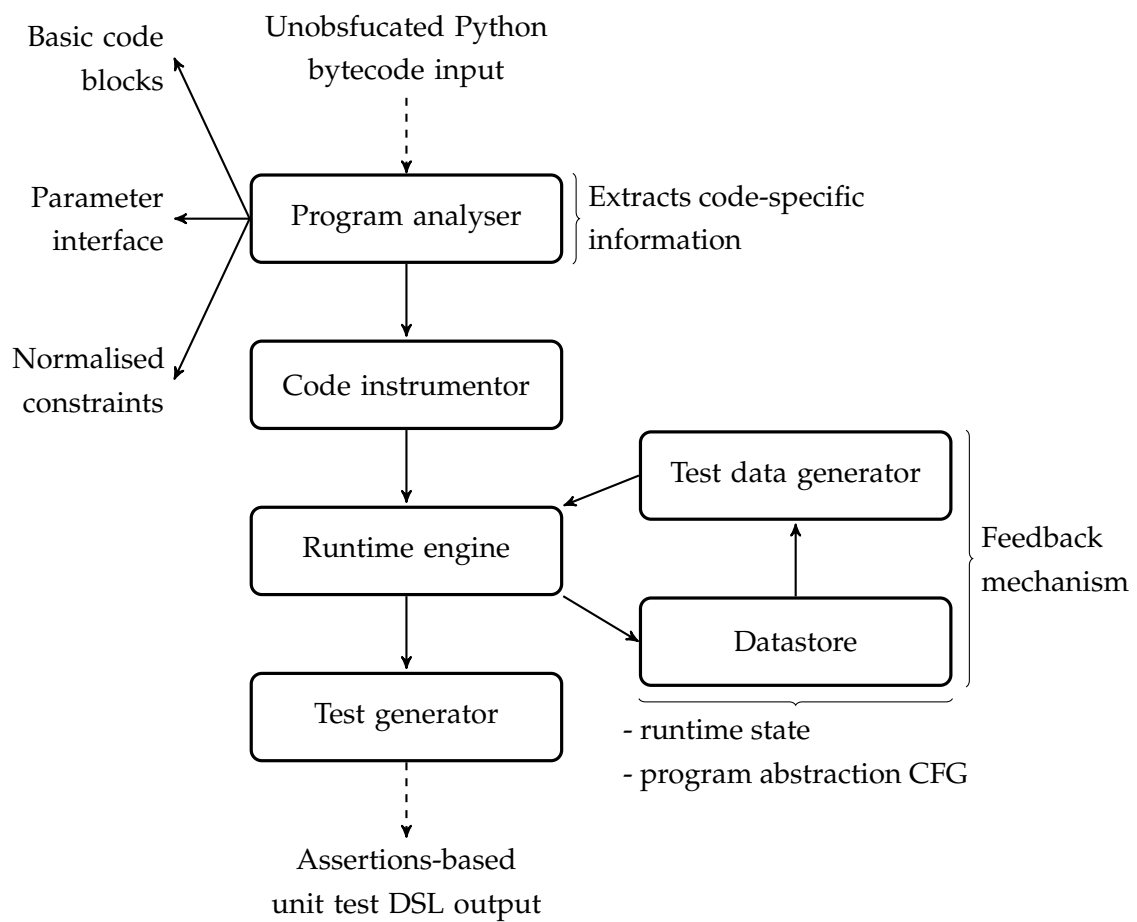 Basic code
blocks
Unobsfucated Python
bytecode input
Parameter
interface
Program analyser
Extracts code-specific
information
Normalised
constraints
Code instrumentor
Test data generator
Runtime engine
Feedback
mechanism
Datastore
Test generator
- runtime state
- program abstraction CFG
Assertions-based
unit test DSL output